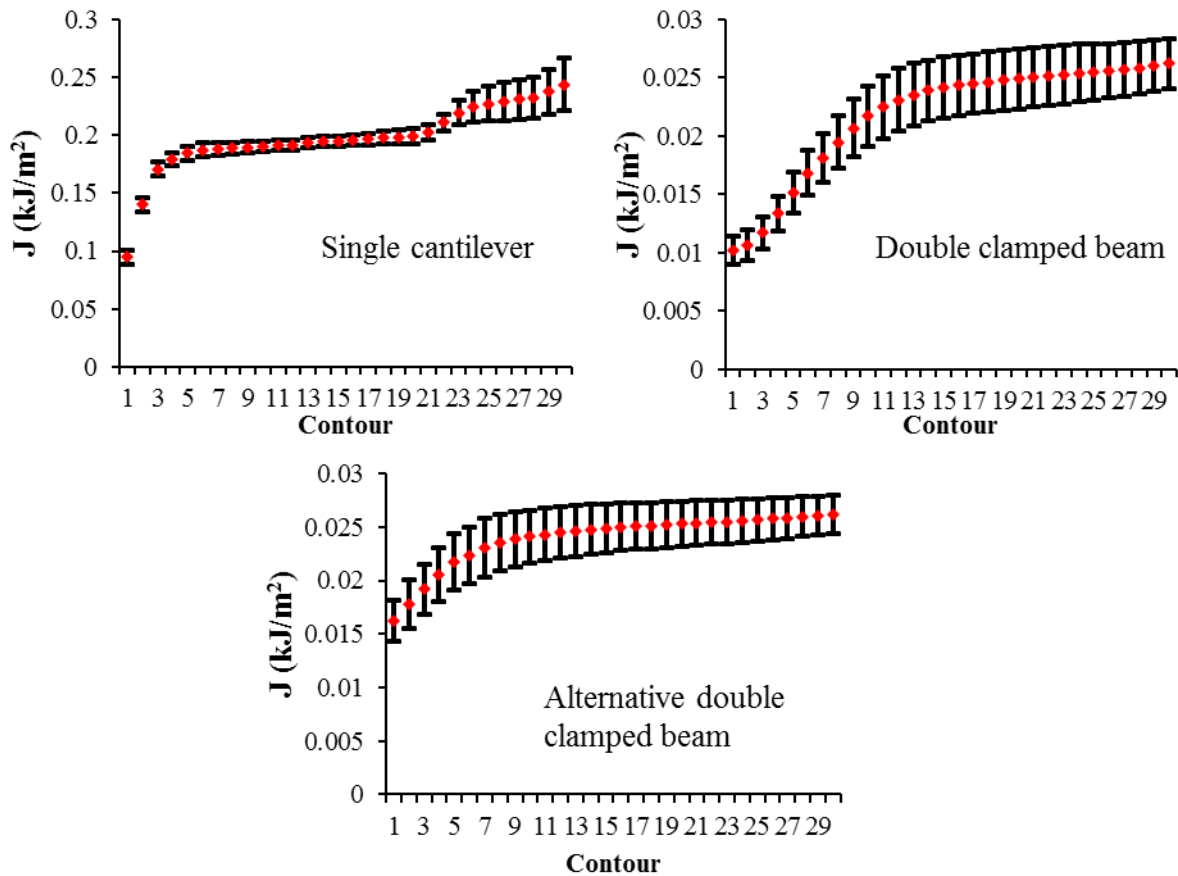 0.3
0.25
0.2
0.15
0.1
0.05
0
J (kJ/m²)
Single cantilever
1 3 5 7 9 11 13 15 17 19 21 23 25 27 29
Contour
0.03
0.025
0.02
0.015
0.01
0.005
0
J (kJ/m²)
Double clamped beam
1 3 5 7 9 11 13 15 17 19 21 23 25 27 29
Contour
0.03
0.025
0.02
0.015
0.01
0.005
0
J (kJ/m²)
Alternative double
clamped beam
1 3 5 7 9 11 13 15 17 19 21 23 25 27 29
Contour